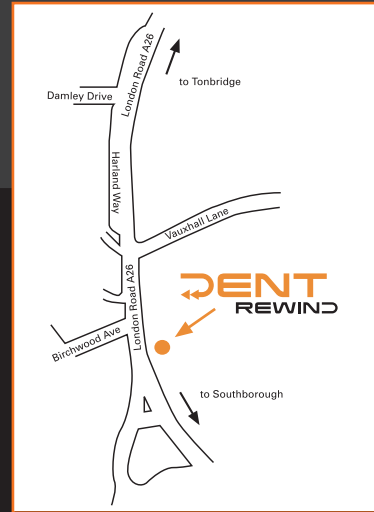 London Road A26
to Tonbridge
Damley Drive
Harland Way
Vauxhall Lane
London Road A26
DENT
REWIND
Birchwood Ave
to Southborough